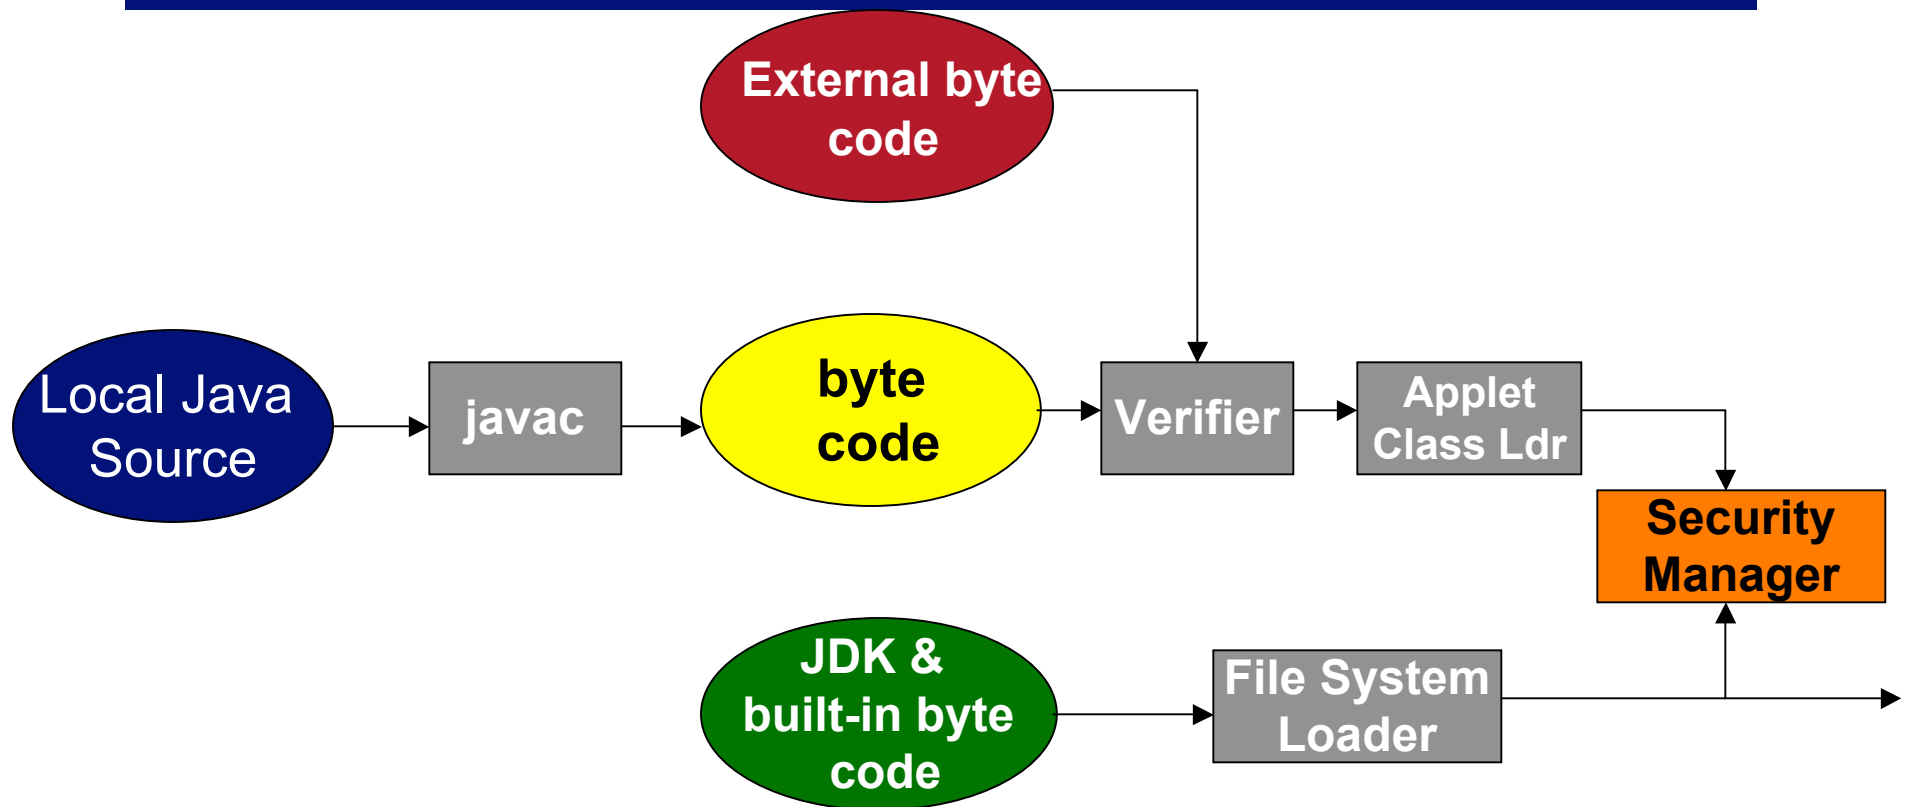 External byte
code
Local Java
Source
javac
byte
code
Verifier
Applet
Class Ldr
Security
Manager
JDK &
built-in byte
code
File System
Loader